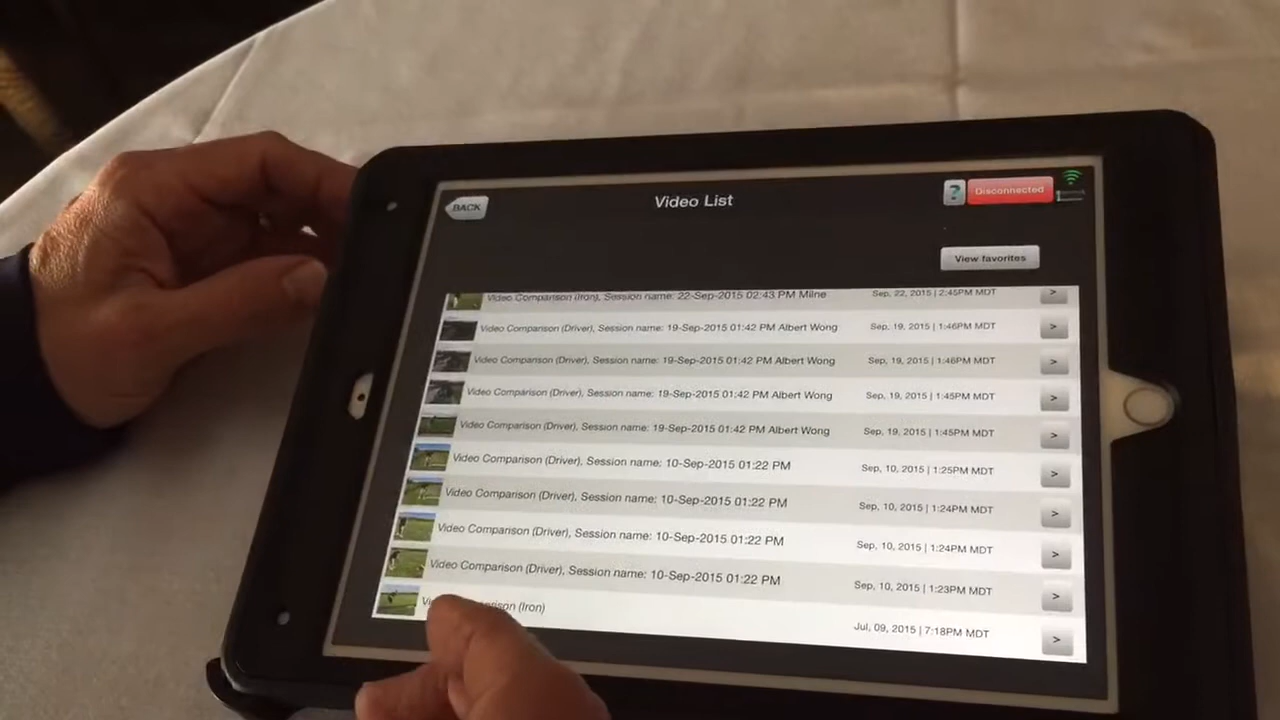 BACK
Video List
?
Disconnected
View favorites
Video Comparison (Iron), Session name: 22-Sep-2015 02:43 PM Milne Sep, 22, 2015 | 2:45PM MDT >
Video Comparison (Driver), Session name: 19-Sep-2015 01:42 PM Albert Wong Sep, 19, 2015 | 1:46PM MDT >
Video Comparison (Driver), Session name: 19-Sep-2015 01:42 PM Albert Wong Sep, 19, 2015 | 1:46PM MDT >
Video Comparison (Driver), Session name: 19-Sep-2015 01:42 PM Albert Wong Sep, 19, 2015 | 1:45PM MDT >
Video Comparison (Driver), Session name: 19-Sep-2015 01:42 PM Albert Wong Sep, 19, 2015 | 1:45PM MDT >
Video Comparison (Driver), Session name: 10-Sep-2015 01:22 PM Sep, 10, 2015 | 1:25PM MDT >
Video Comparison (Driver), Session name: 10-Sep-2015 01:22 PM Sep, 10, 2015 | 1:24PM MDT >
Video Comparison (Driver), Session name: 10-Sep-2015 01:22 PM Sep, 10, 2015 | 1:24PM MDT >
Video Comparison (Driver), Session name: 10-Sep-2015 01:22 PM Sep, 10, 2015 | 1:23PM MDT >
(Iron) Jul, 09, 2015 | 7:18PM MDT >